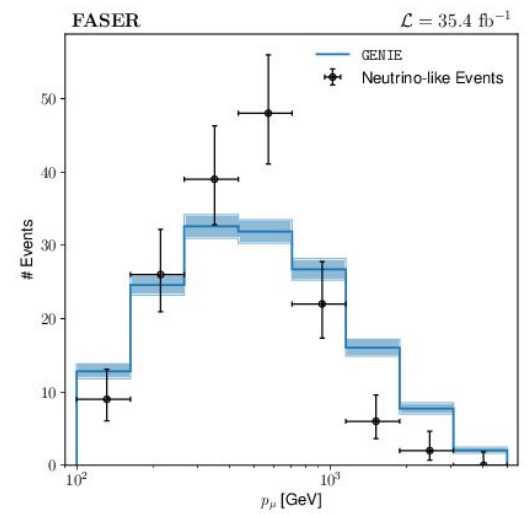 FASER
ℒ = 35.4 fb⁻¹
GENIE
Neutrino-like Events
# Events
50
40
30
20
10
0
10² 10³
pμ [GeV]